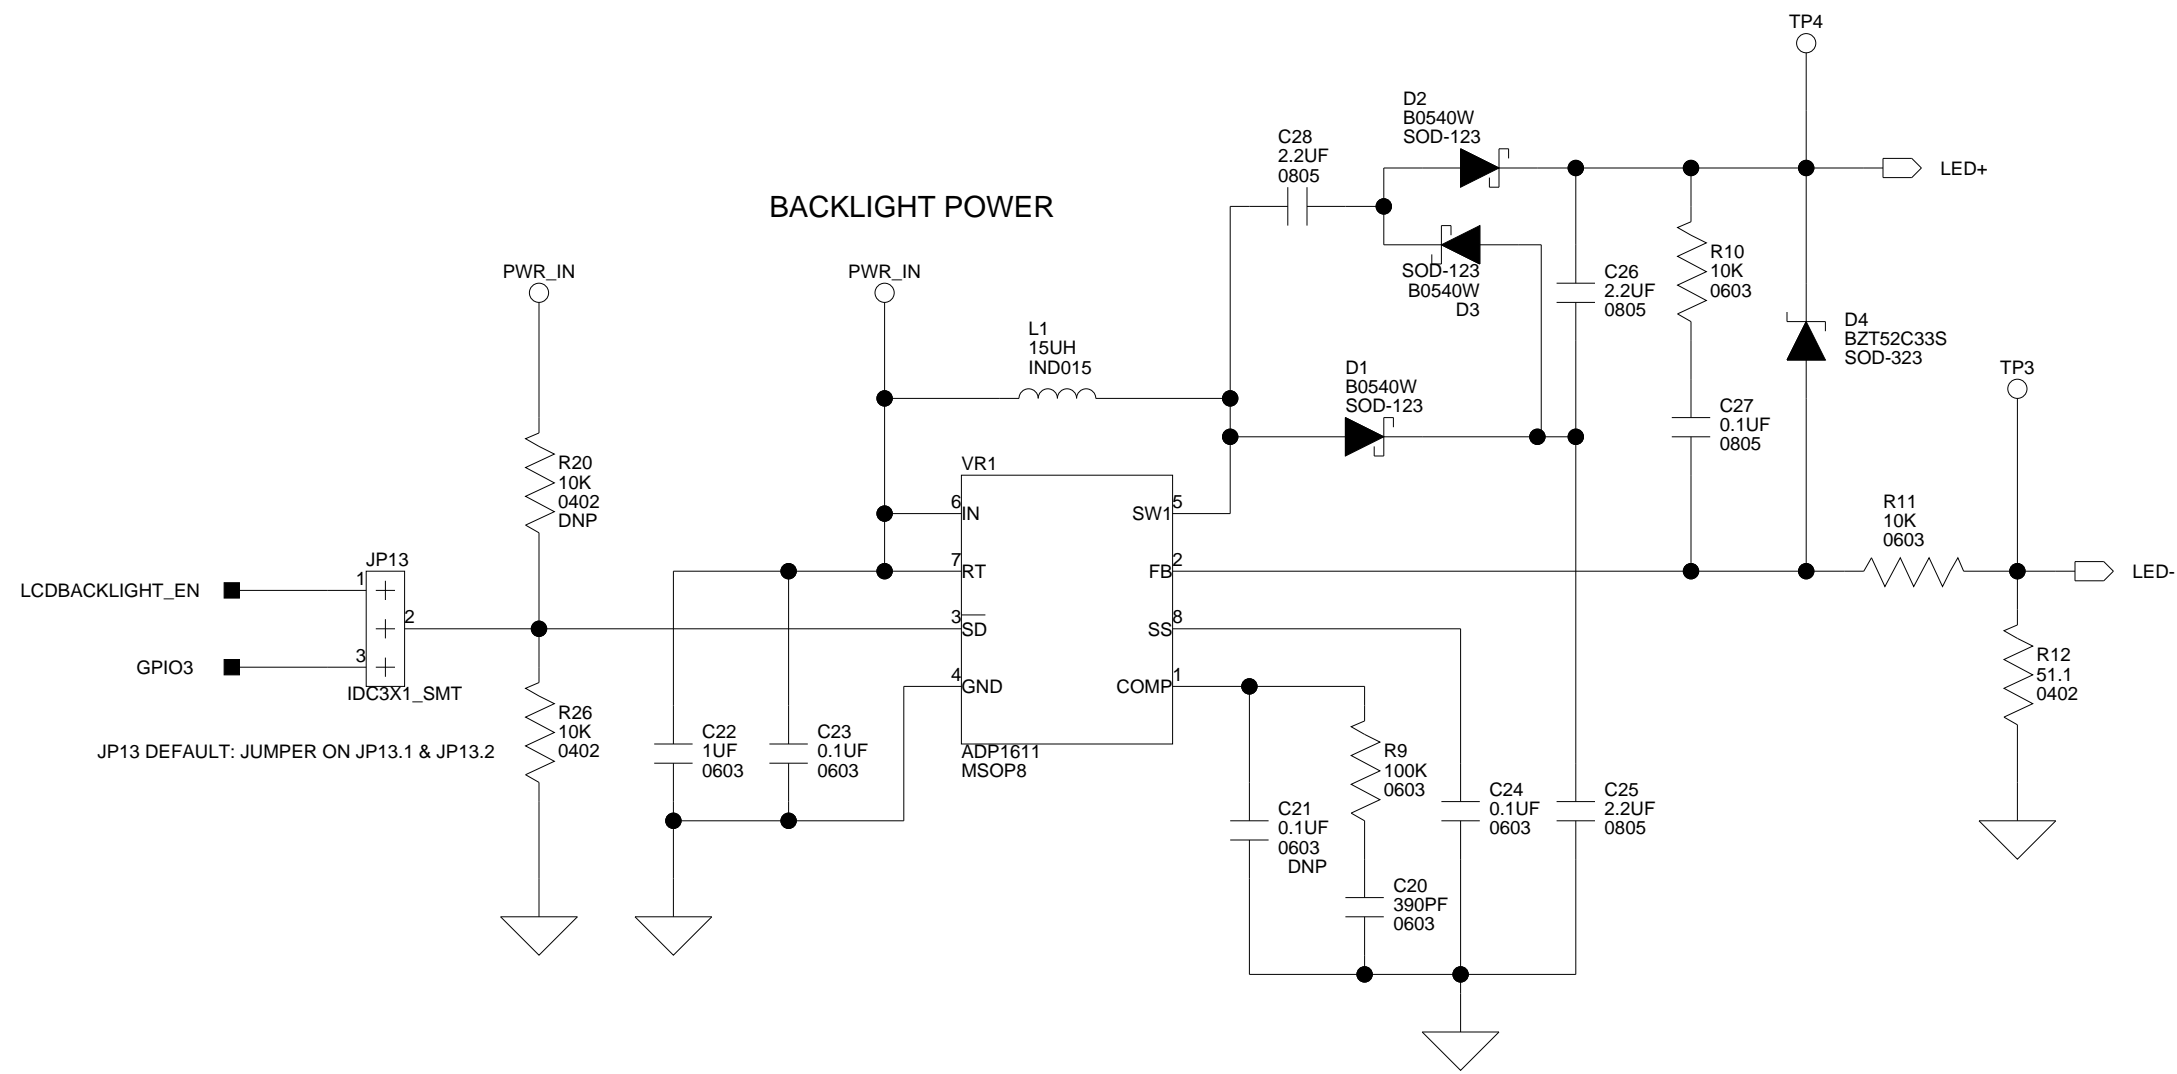 TP4
D2
B0540W
SOD-123
C28
2.2UF
0805
LED+
BACKLIGHT POWER
PWR_IN
PWR_IN
SOD-123
B0540W
D3
C26
2.2UF
0805
R10
10K
0603
L1
15UH
IND015
D4
BZT52C33S
SOD-323
D1
B0540W
SOD-123
TP3
C27
0.1UF
0805
R20
10K
0402
DNP
VR1
6
IN
7
RT
3
SD
4
GND
5
SW1
2
FB
8
SS
1
COMP
ADP1611
MSOP8
R11
10K
0603
LED-
JP13
LCDBACKLIGHT_EN
1
2
GPIO3
3
IDC3X1_SMT
R26
10K
0402
JP13 DEFAULT: JUMPER ON JP13.1 & JP13.2
C22
1UF
0603
C23
0.1UF
0603
R12
51.1
0402
R9
100K
0603
C21
0.1UF
0603
DNP
C24
0.1UF
0603
C25
2.2UF
0805
C20
390PF
0603